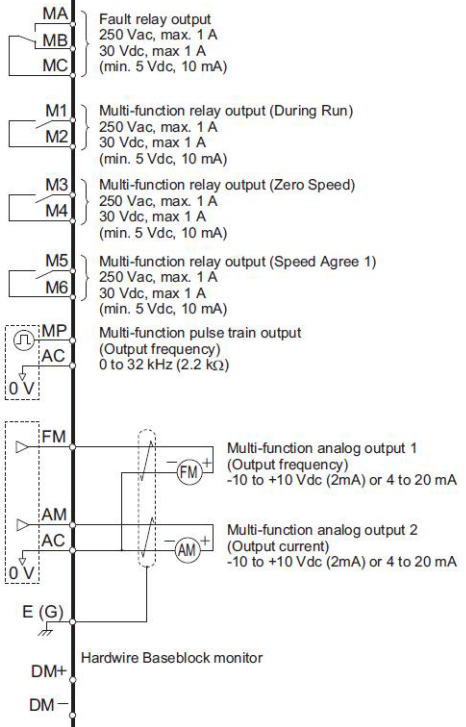 MA
Fault relay output
MB
250 Vac, max. 1 A
30 Vdc, max 1 A
MC
(min. 5 Vdc, 10 mA)
M1
Multi-function relay output (During Run)
250 Vac, max. 1 A
M2
30 Vdc, max 1 A
(min. 5 Vdc, 10 mA)
M3
Multi-function relay output (Zero Speed)
250 Vac, max. 1 A
M4
30 Vdc, max 1 A
(min. 5 Vdc, 10 mA)
M5
Multi-function relay output (Speed Agree 1)
250 Vac, max. 1 A
M6
30 Vdc, max 1 A
(min. 5 Vdc, 10 mA)
MP
Multi-function pulse train output
(Output frequency)
AC
0 to 32 kHz (2.2 kΩ)
0 V
FM
Multi-function analog output 1
− FM +
(Output frequency)
-10 to +10 Vdc (2mA) or 4 to 20 mA
AM
Multi-function analog output 2
AC
− AM +
(Output current)
-10 to +10 Vdc (2mA) or 4 to 20 mA
0 V
E (G)
Hardwire Baseblock monitor
DM+
DM−